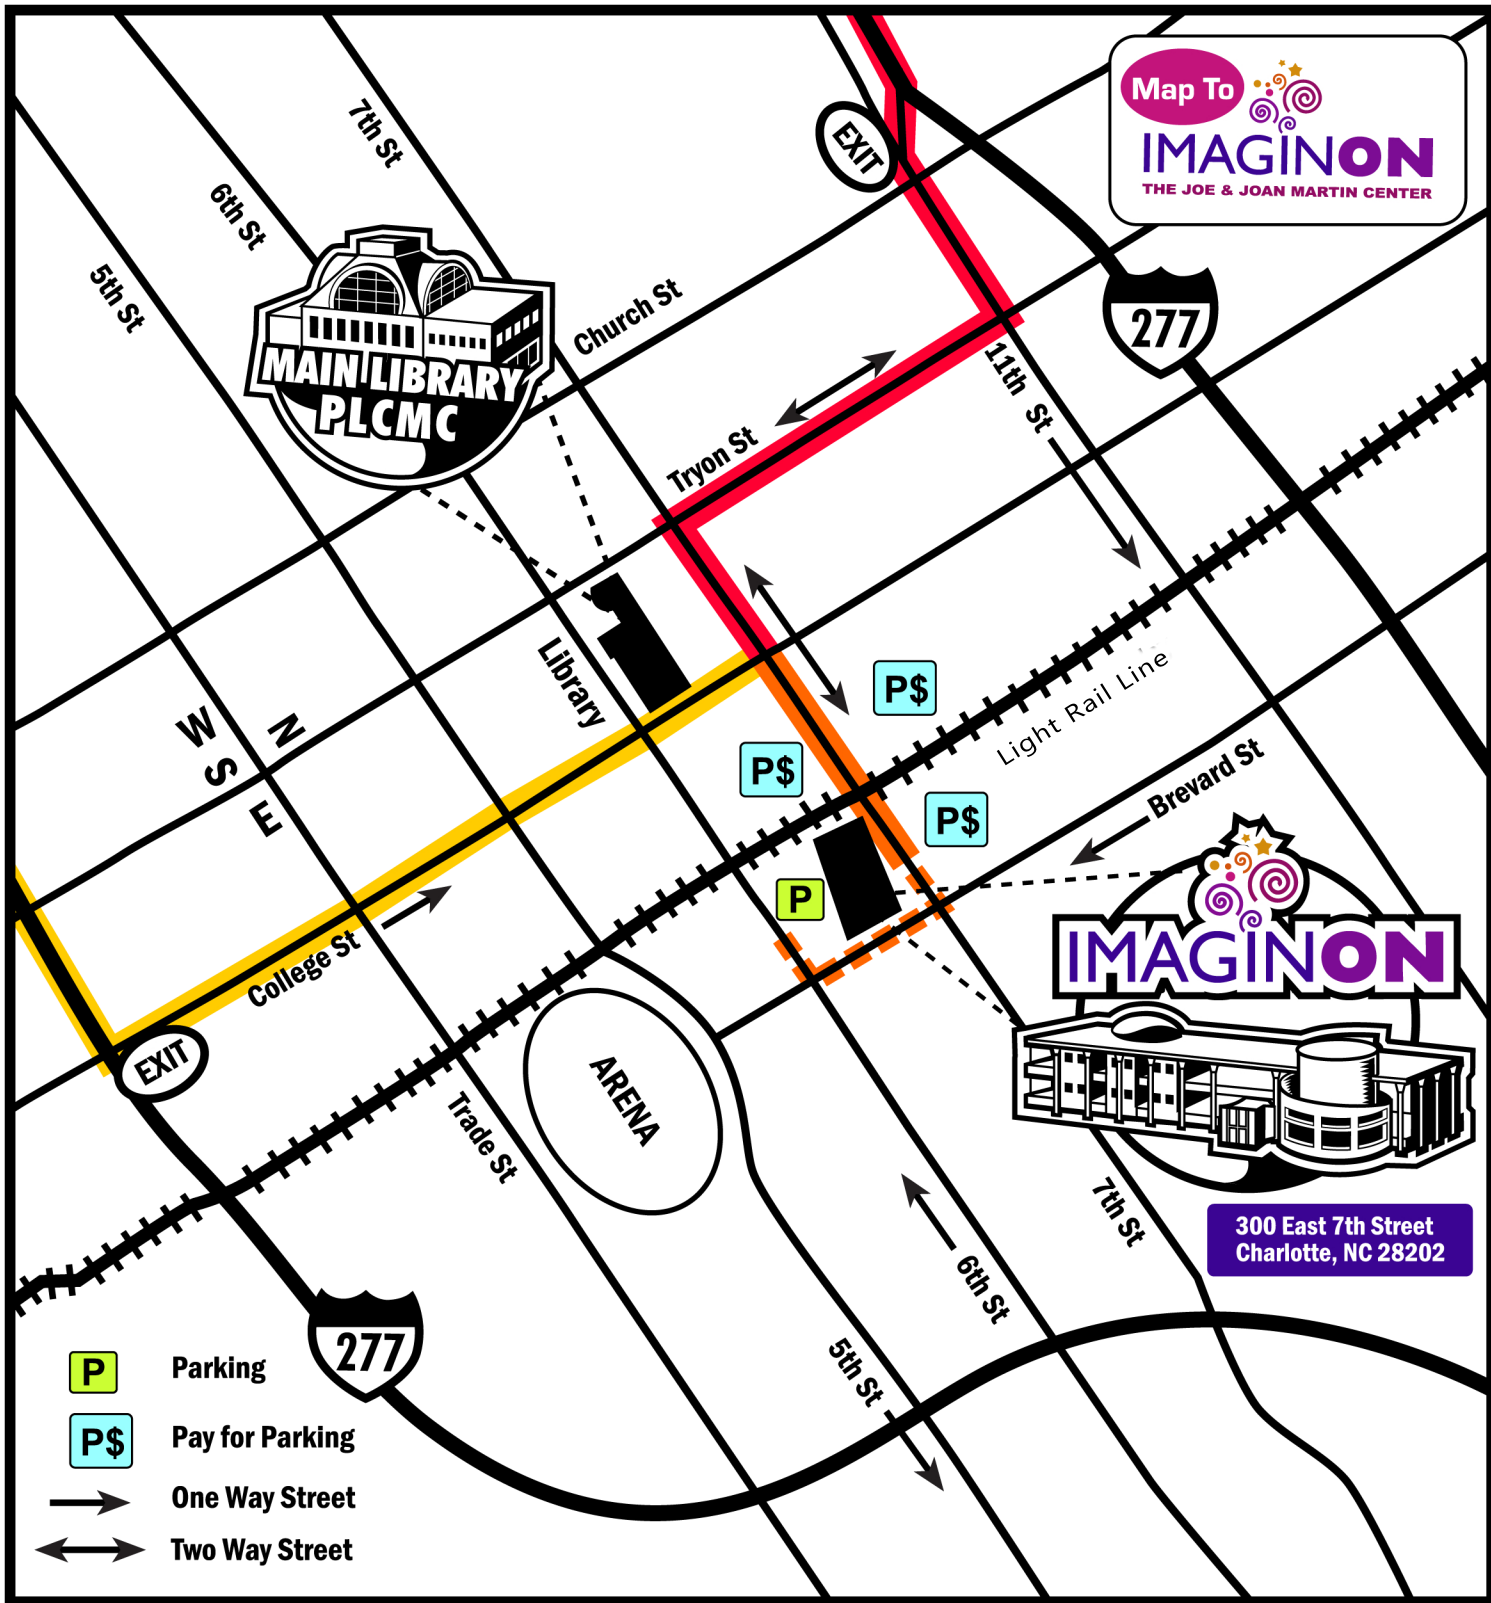 Map To
IMAGINON
THE JOE & JOAN MARTIN CENTER
7th St
6th St
5th St
EXIT
Church St
277
MAIN LIBRARY
PLCMC
11th St
Tryon St
Library
P$
Light Rail Line
W
N
S
E
P$
P$
Brevard St
P
College St
IMAGINON
EXIT
ARENA
Trade St
7th St
300 East 7th Street
Charlotte, NC 28202
6th St
277
5th St
P Parking
P$ Pay for Parking
One Way Street
Two Way Street